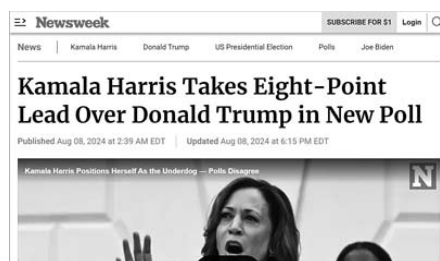 Newsweek SUBSCRIBE FOR $1 Login
News Kamala Harris Donald Trump US Presidential Election Polls Joe Biden
Kamala Harris Takes Eight-Point
Lead Over Donald Trump in New Poll
Published Aug 08, 2024 at 2:39 AM EDT Updated Aug 08, 2024 at 6:15 PM EDT
Kamala Harris Positions Herself As the Underdog — Polls Disagree
N